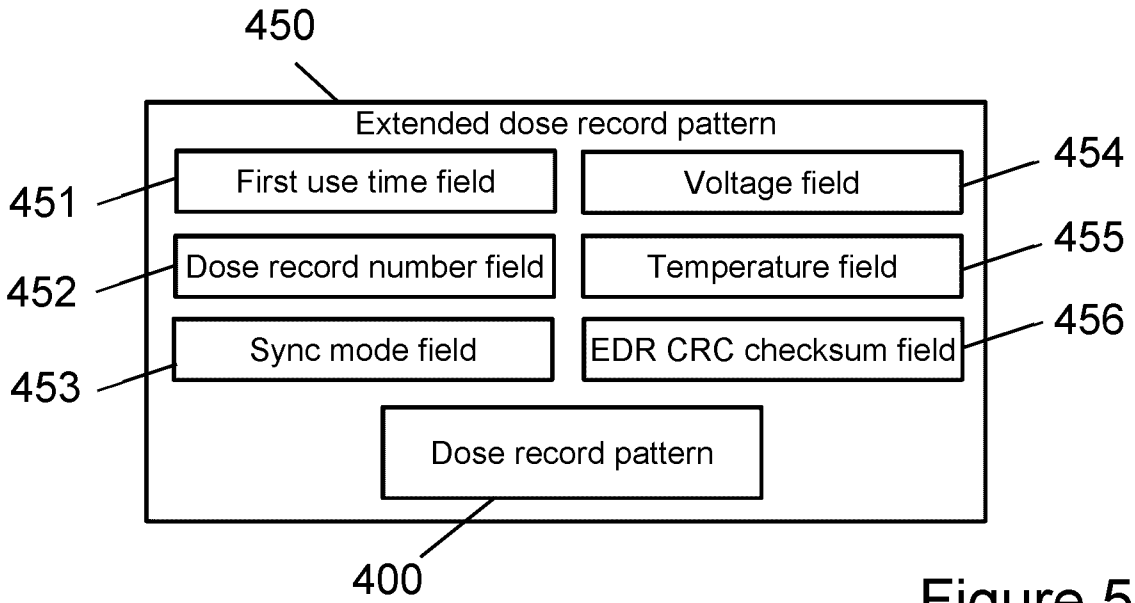 450
Extended dose record pattern
First use time field
Voltage field
454
451
Dose record number field
Temperature field
455
452
Sync mode field
EDR CRC checksum field
456
453
Dose record pattern
400
Figure 5